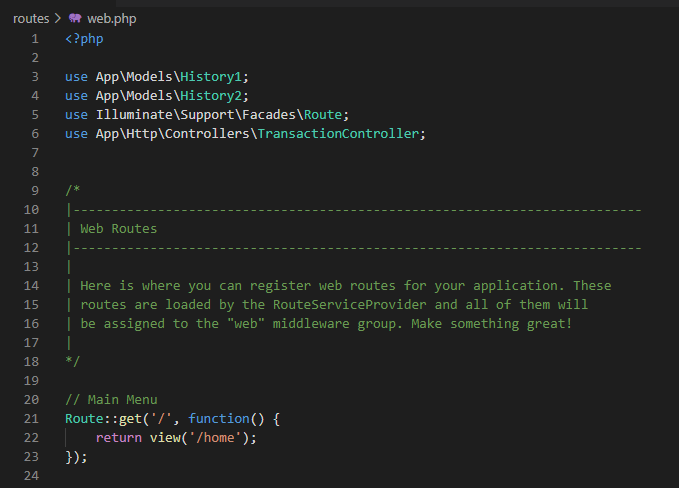 routes > web.php
1 <?php
2
3 use App\Models\History1;
4 use App\Models\History2;
5 use Illuminate\Support\Facades\Route;
6 use App\Http\Controllers\TransactionController;
7
8
9 /*
10 |--------------------------------------------------------------------------
11 | Web Routes
12 |--------------------------------------------------------------------------
13 |
14 | Here is where you can register web routes for your application. These
15 | routes are loaded by the RouteServiceProvider and all of them will
16 | be assigned to the "web" middleware group. Make something great!
17 |
18 */
19
20 // Main Menu
21 Route::get('/', function() {
22     return view('/home');
23 });
24